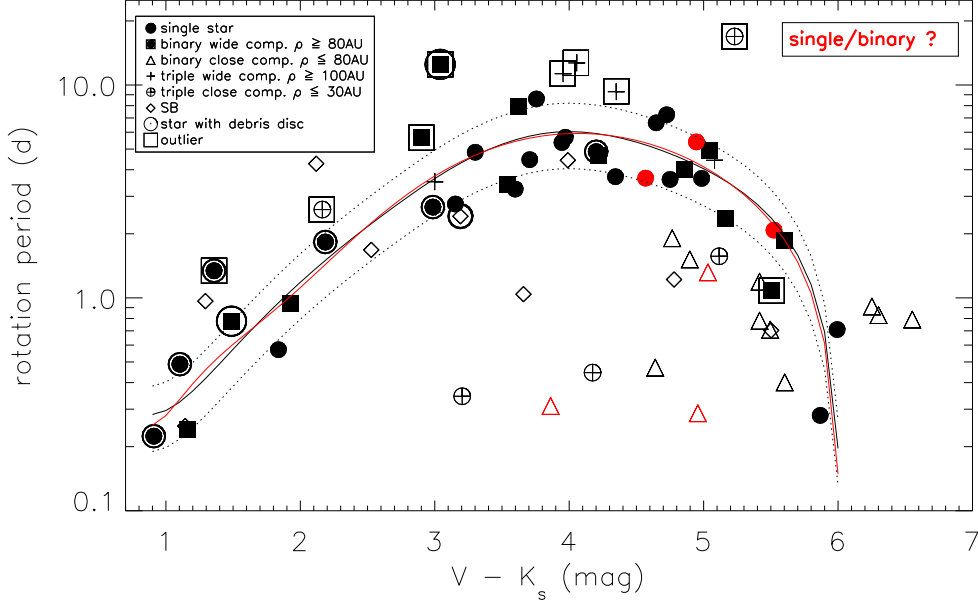 single star
binary wide comp. ρ ≧ 80AU
binary close comp. ρ ≦ 80AU
triple wide comp. ρ ≧ 100AU
triple close comp. ρ ≦ 30AU
SB
star with debris disc
outlier
single/binary ?
rotation period (d)
10.0
1.0
0.1
1 2 3 4 5 6 7
V − Ks (mag)